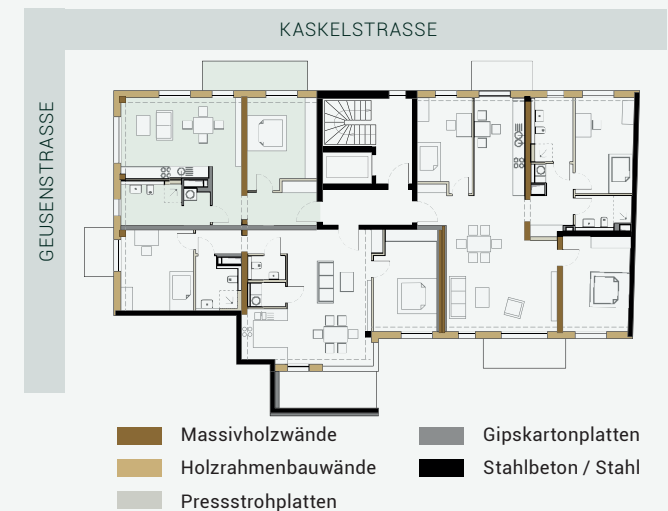 KASKELSTRASSE
GEUSENSTRASSE
Massivholzwände
Holzrahmenbauwände
Pressstrohplatten
Gipskartonplatten
Stahlbeton / Stahl